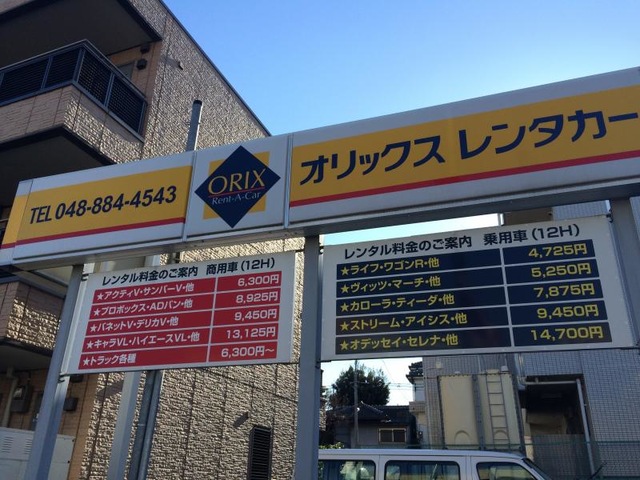 TEL 048-884-4543
ORIX
Rent-A-Car
オリックス レンタカー
レンタル料金のご案内 商用車 (12H)
★アクティV・サンバーV・他 6,300円
★プロボックス・ADバン・他 8,925円
★バネットV・デリカV・他 9,450円
★キャラVL・ハイエースVL・他 13,125円
★トラック各種 6,300円～
レンタル料金のご案内 乗用車 (12H)
★ライフ・ワゴンR・他 4,725円
★ヴィッツ・マーチ・他 5,250円
★カローラ・ティーダ・他 7,875円
★ストリーム・アイシス・他 9,450円
★オデッセイ・セレナ・他 14,700円